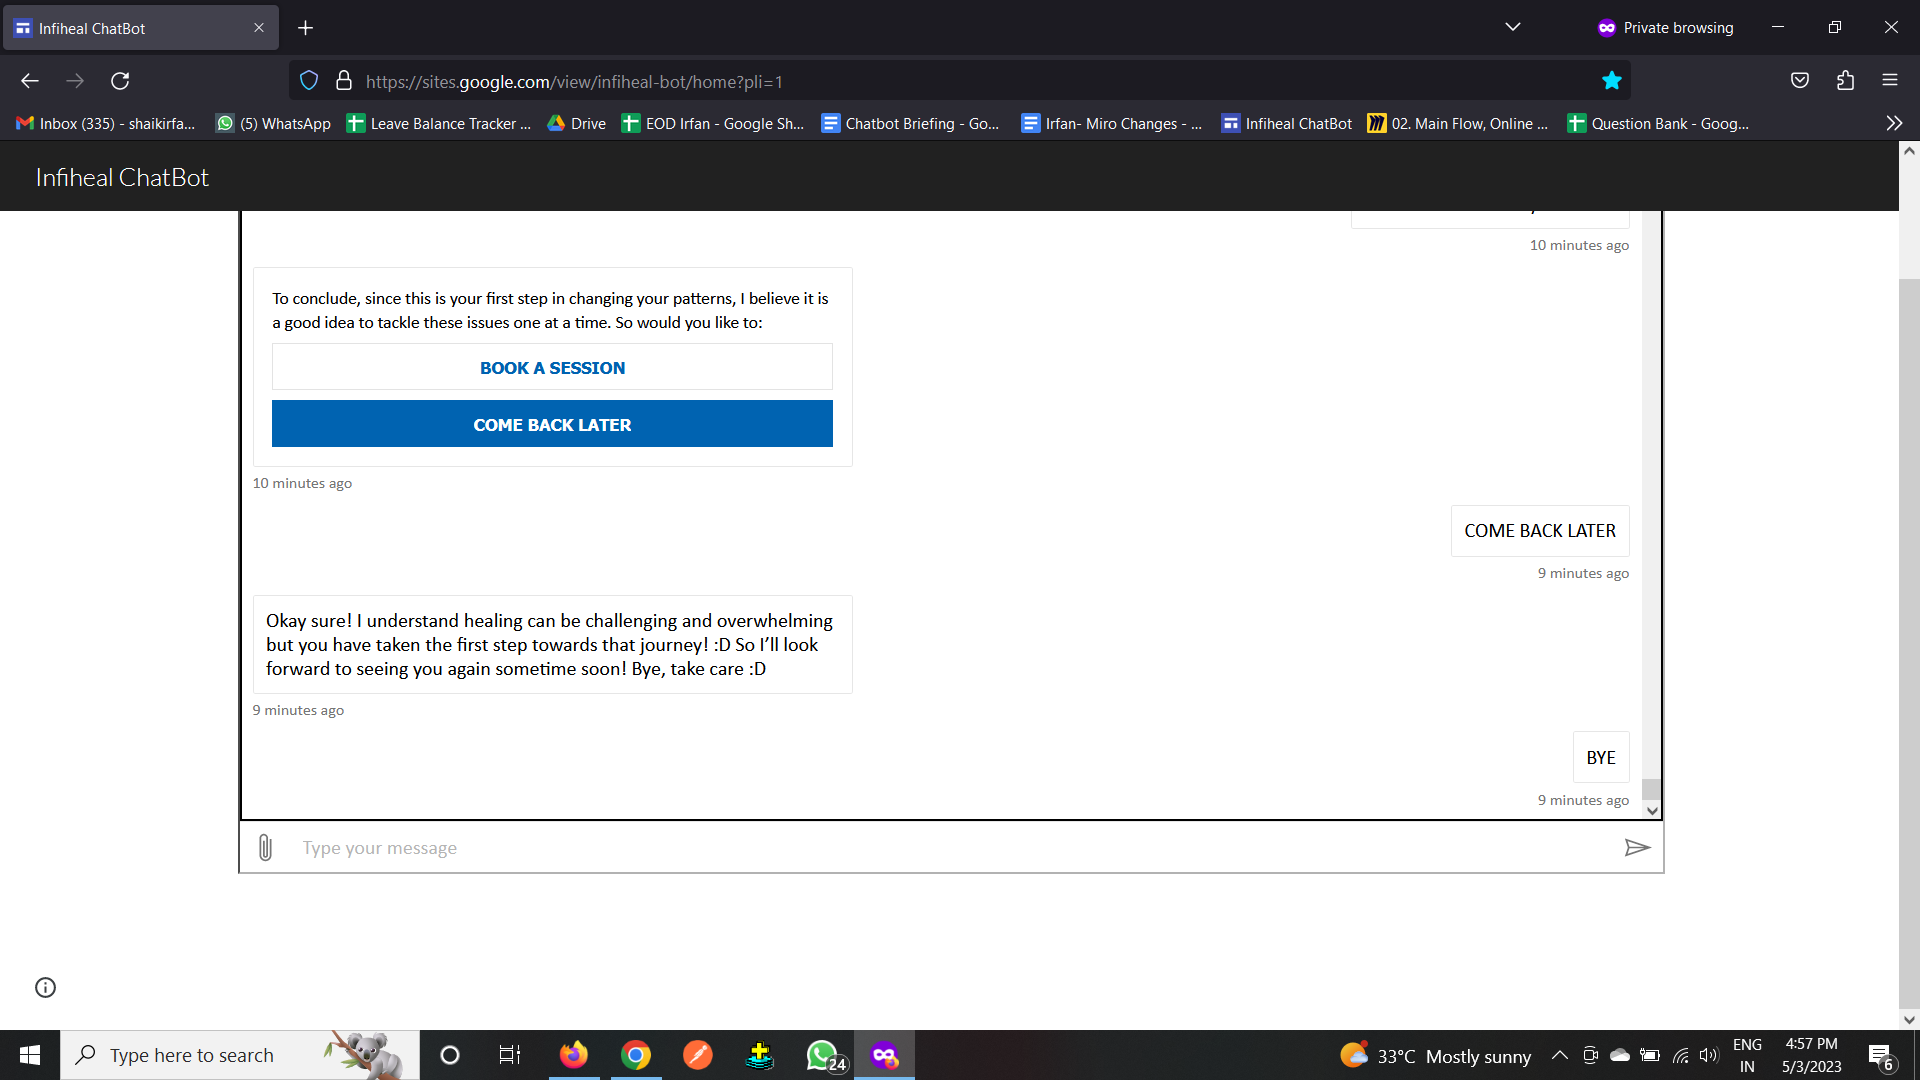 Infiheal ChatBot
Private browsing
https://sites.google.com/view/infiheal-bot/home?pli=1
Inbox (335) - shaikirfa...
(5) WhatsApp
Leave Balance Tracker ...
Drive
EOD Irfan - Google Sh...
Chatbot Briefing - Go...
Irfan- Miro Changes - ...
Infiheal ChatBot
02. Main Flow, Online ...
Question Bank - Goog...
Infiheal ChatBot
10 minutes ago
To conclude, since this is your first step in changing your patterns, I believe it is
a good idea to tackle these issues one at a time. So would you like to:
BOOK A SESSION
COME BACK LATER
10 minutes ago
COME BACK LATER
9 minutes ago
Okay sure! I understand healing can be challenging and overwhelming
but you have taken the first step towards that journey! :D So I’ll look
forward to seeing you again sometime soon! Bye, take care :D
9 minutes ago
BYE
9 minutes ago
Type your message
Type here to search
24
33°C Mostly sunny
ENG
IN
4:57 PM
5/3/2023
6